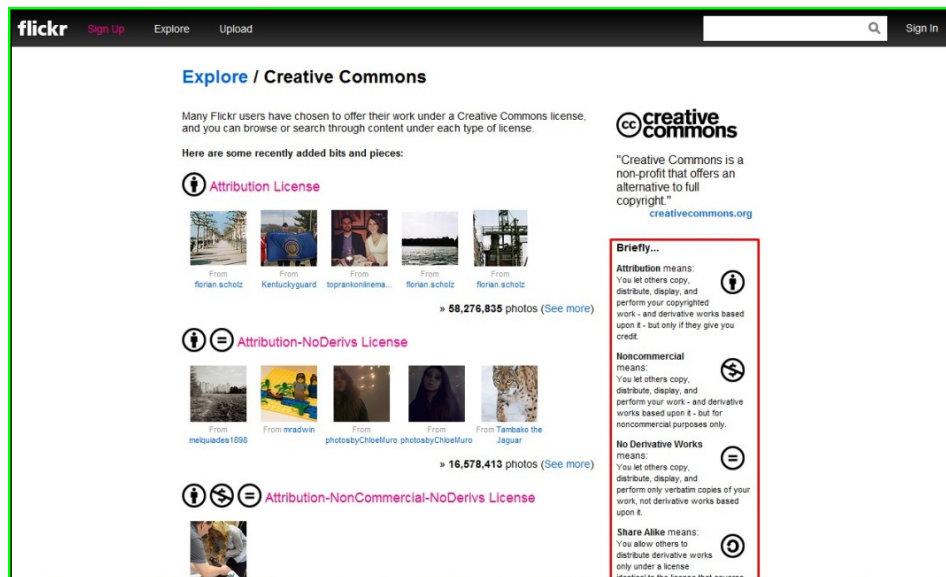 flickr Sign Up Explore Upload Sign In
Explore / Creative Commons
Many Flickr users have chosen to offer their work under a Creative Commons license,
and you can browse or search through content under each type of license.
Here are some recently added bits and pieces:
Attribution License
From
florian.scholz
From
Kentuckyguard
From
toprankonlinema...
From
florian.scholz
From
florian.scholz
» 58,276,835 photos (See more)
Attribution-NoDerivs License
From
melquiades1898
From mradwin
From
photosbyChloeMuro
From
photosbyChloeMuro
From Tambako the
Jaguar
» 16,578,413 photos (See more)
Attribution-NonCommercial-NoDerivs License
cc creative
commons
"Creative Commons is a
non-profit that offers an
alternative to full
copyright."
creativecommons.org
Briefly...
Attribution means:
You let others copy,
distribute, display, and
perform your copyrighted
work - and derivative works based
upon it - but only if they give you
credit.
Noncommercial
means:
You let others copy,
distribute, display, and
perform your work - and derivative
works based upon it - but for
noncommercial purposes only.
No Derivative Works
means:
You let others copy,
distribute, display, and
perform only verbatim copies of your
work, not derivative works based
upon it.
Share Alike means:
You allow others to
distribute derivative works
only under a license
identical to the license that governs